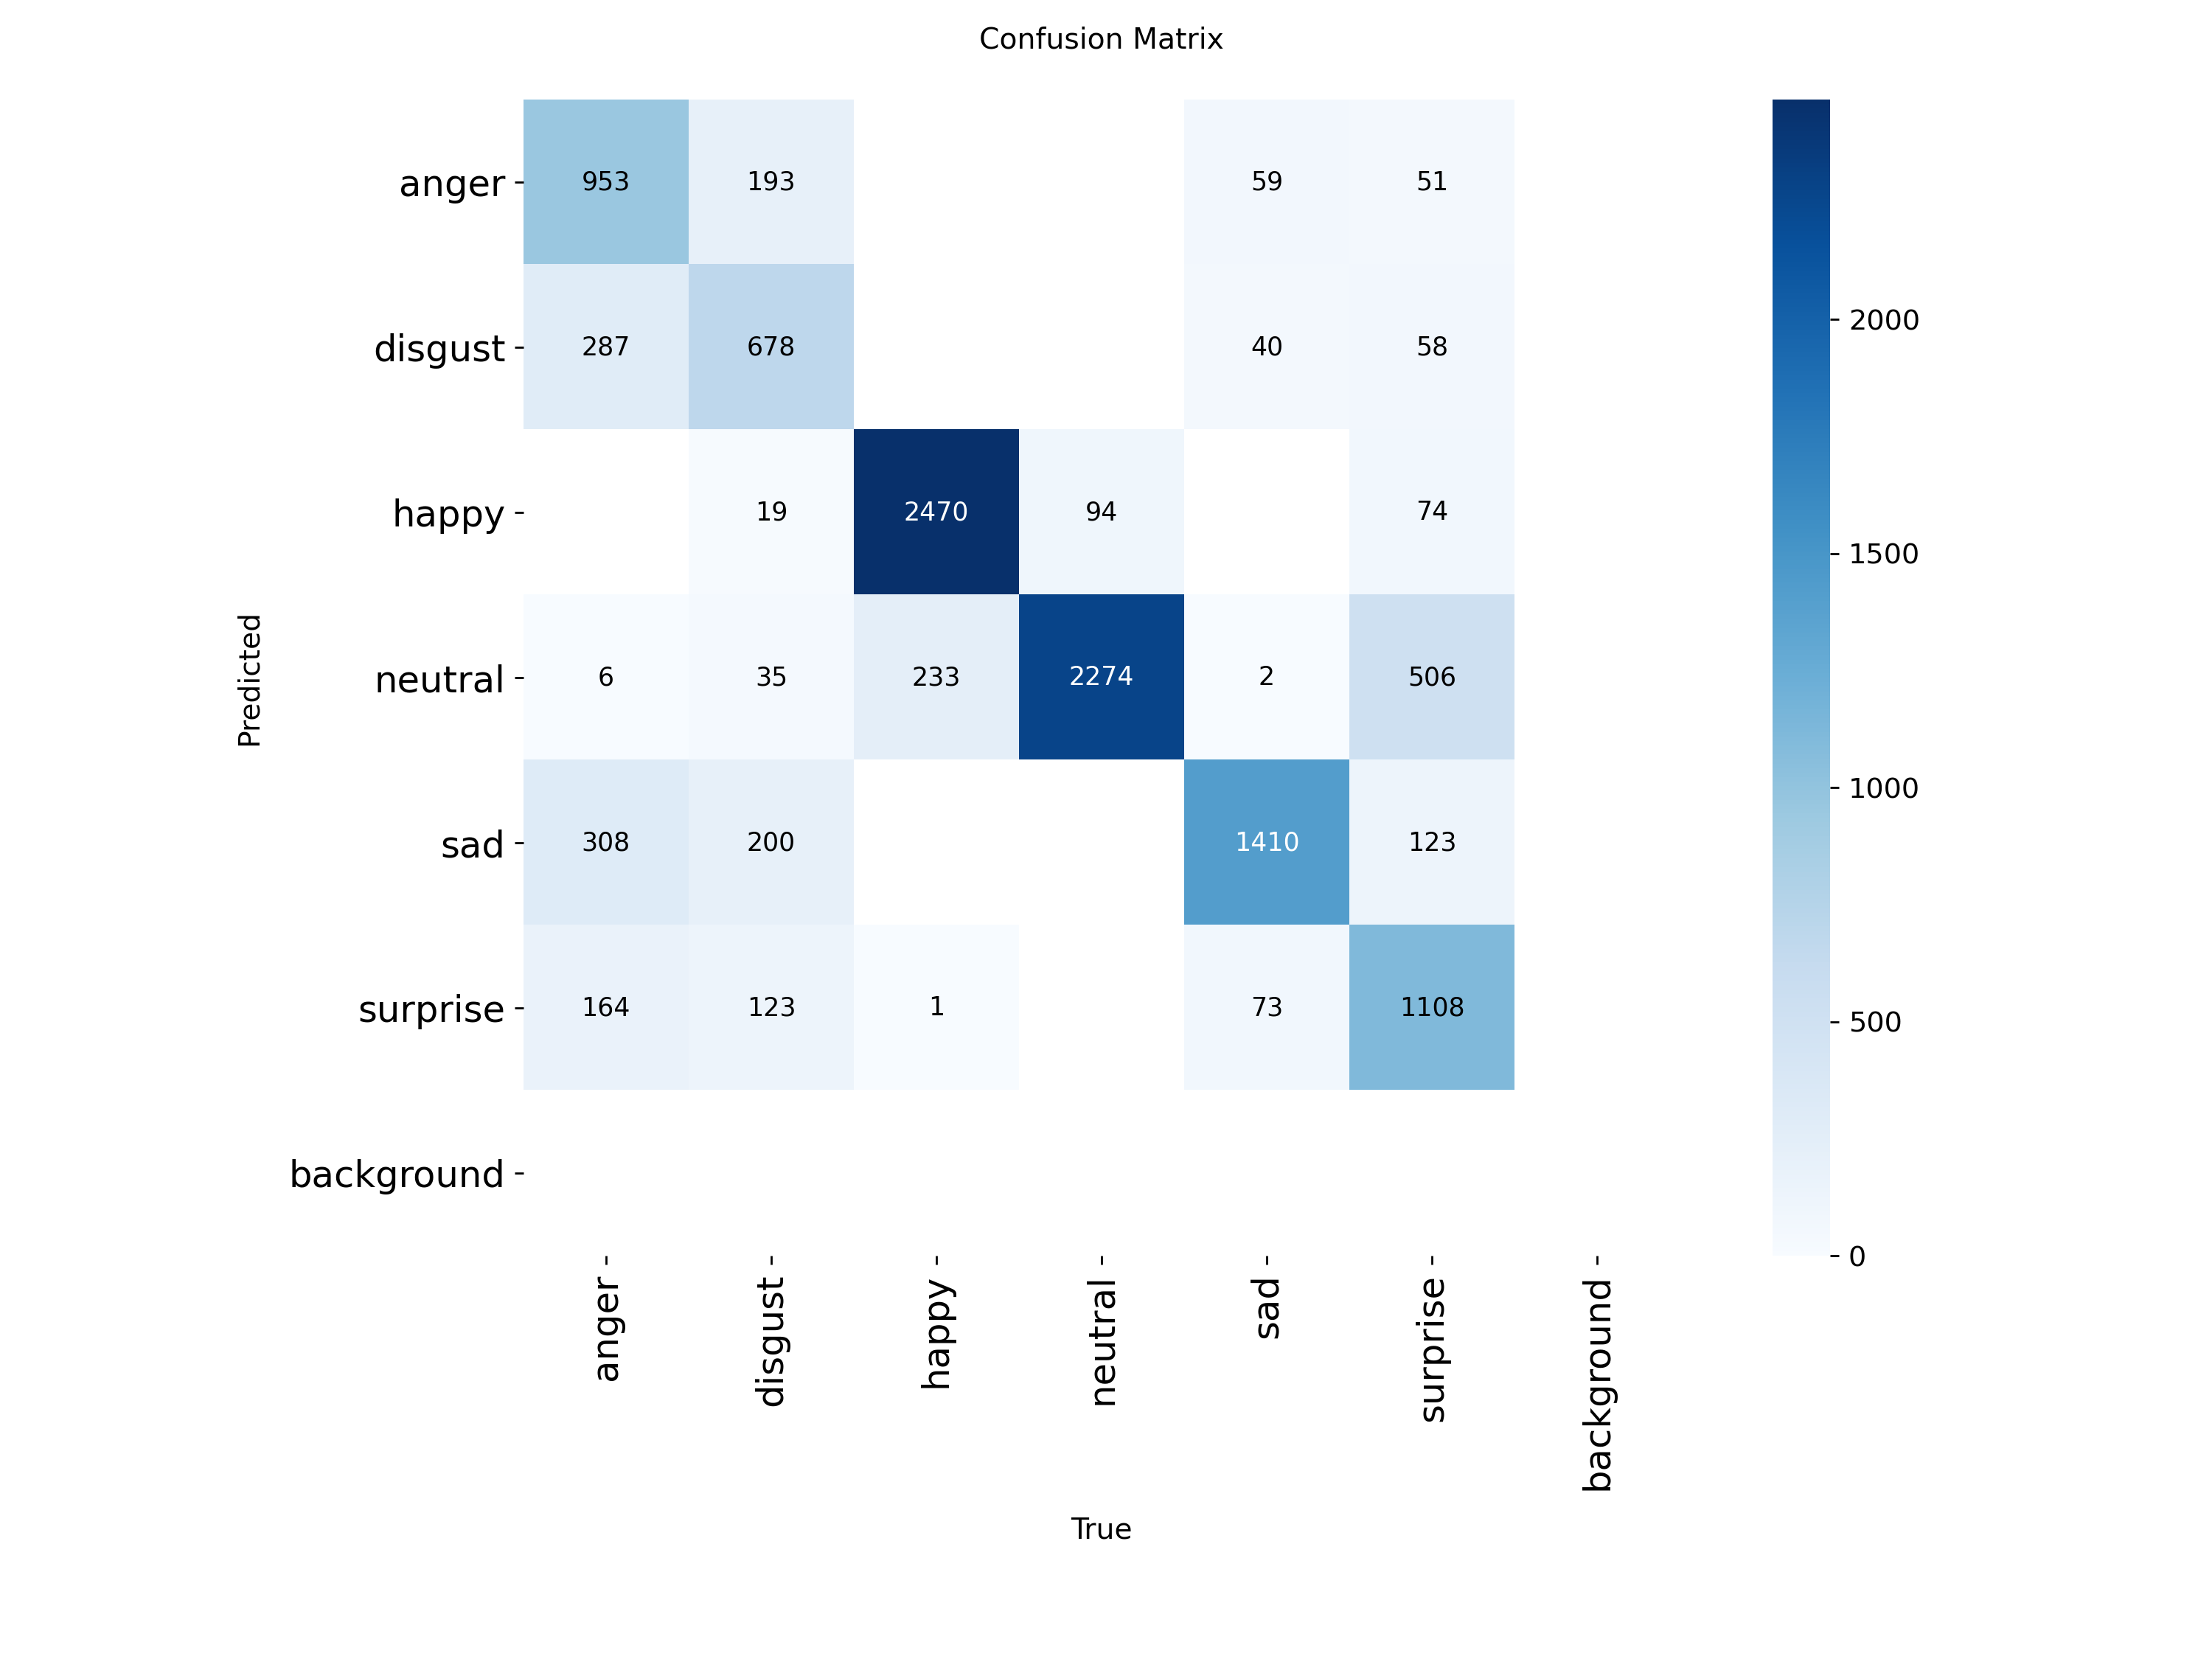 Confusion Matrix
anger 953 193 59 51
disgust 287 678 40 58
happy 19 2470 94 74
neutral 6 35 233 2274 2 506
sad 308 200 1410 123
surprise 164 123 1 73 1108
background
Predicted
anger disgust happy neutral sad surprise background
True
2000
1500
1000
500
0